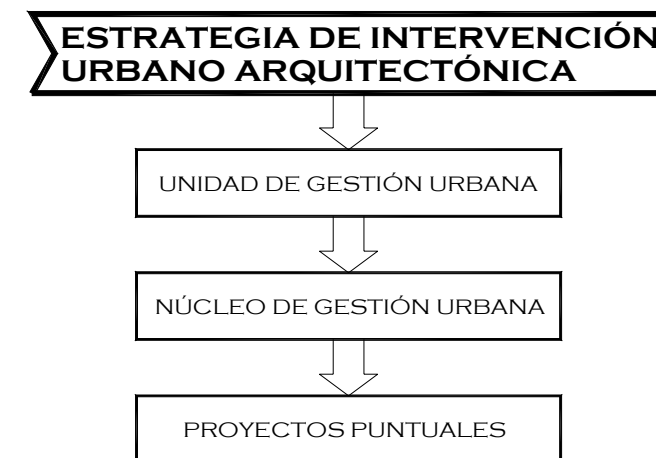 ESTRATEGIA DE INTERVENCIÓN
URBANO ARQUITECTÓNICA
UNIDAD DE GESTIÓN URBANA
NÚCLEO DE GESTIÓN URBANA
PROYECTOS PUNTUALES